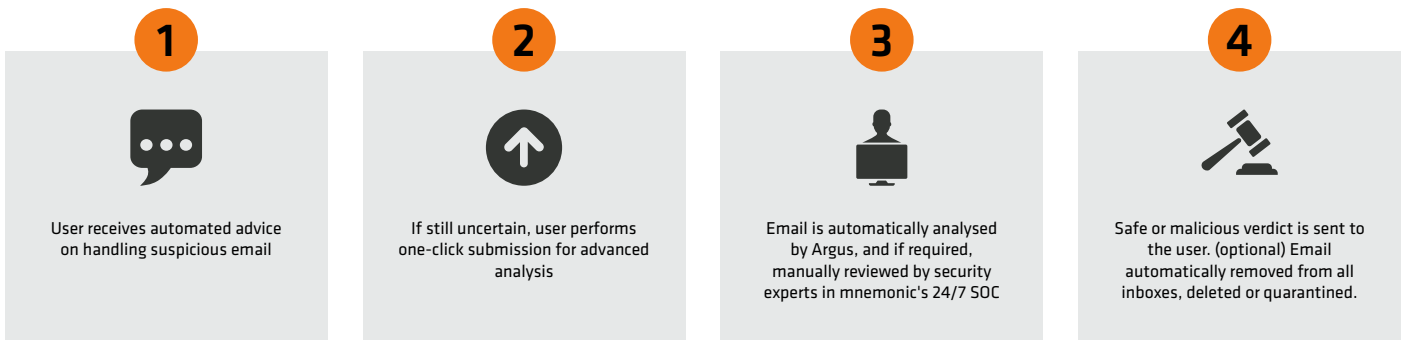 1
User receives automated advice
on handling suspicious email
2
If still uncertain, user performs
one-click submission for advanced
analysis
3
Email is automatically analysed
by Argus, and if required,
manually reviewed by security
experts in mnemonic's 24/7 SOC
4
Safe or malicious verdict is sent to
the user. (optional) Email
automatically removed from all
inboxes, deleted or quarantined.